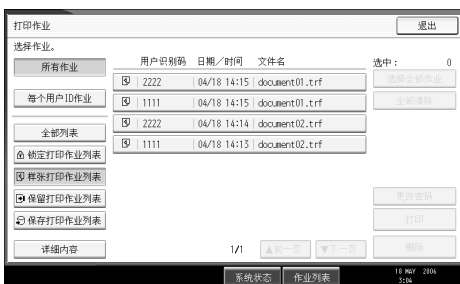 打印作业
退出
选择作业。
所有作业
用户识别码 日期／时间 文件名
选中： 0
2222 04/18 14:15 document01.trf
选择全部作业
每个用户ID作业
1111 04/18 14:15 document01.trf
全部清除
2222 04/18 14:14 document02.trf
全部列表
1111 04/18 14:13 document02.trf
锁定打印作业列表
样张打印作业列表
保留打印作业列表
更改密码
保存打印作业列表
打印
详细内容
1/1
▲前一页
▼下一页
删除
系统状态
作业列表
18 MAY 2006
3:04